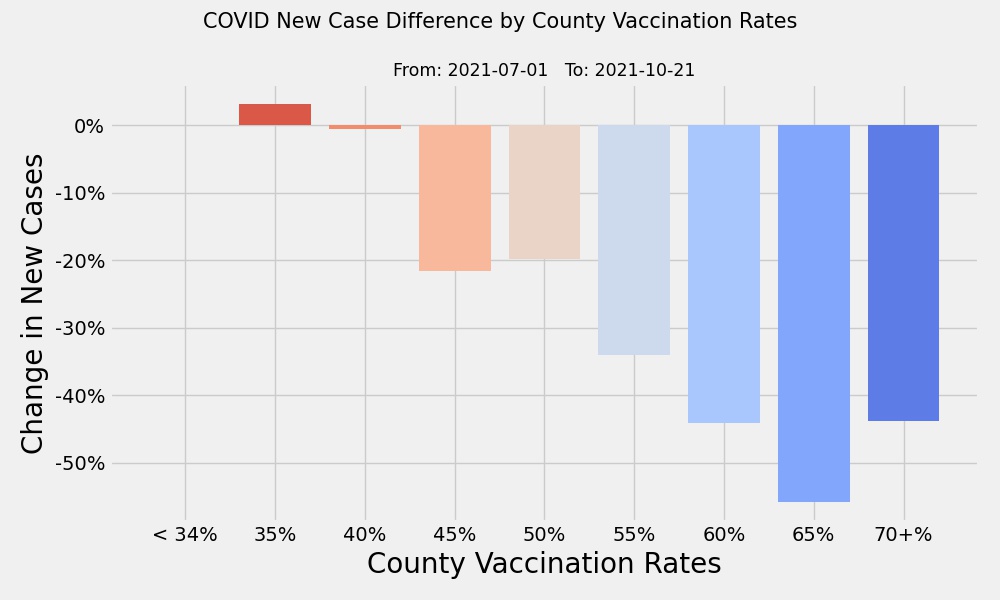 COVID New Case Difference by County Vaccination Rates
From: 2021-07-01   To: 2021-10-21
0%
-10%
-20%
-30%
-40%
-50%
Change in New Cases
< 34% 35% 40% 45% 50% 55% 60% 65% 70+%
County Vaccination Rates